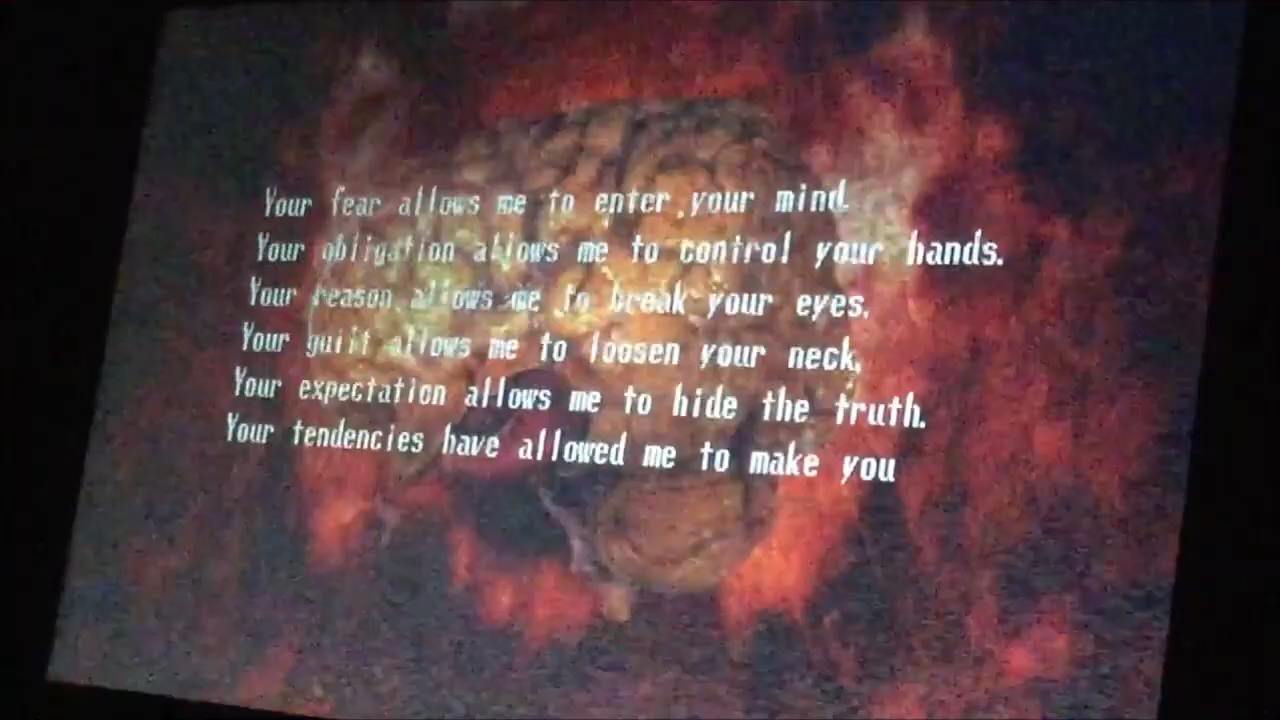 Your fear allows me to enter your mind.
Your obligation allows me to control your hands.
Your reason allows me to break your eyes.
Your guilt allows me to loosen your neck.
Your expectation allows me to hide the truth.
Your tendencies have allowed me to make you